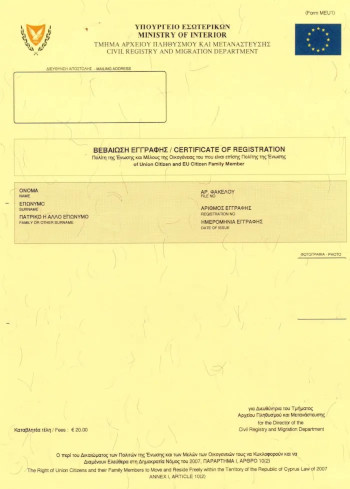 (Form MEU1)
ΥΠΟΥΡΓΕΙΟ ΕΣΩΤΕΡΙΚΩΝ
MINISTRY OF INTERIOR
ΤΜΗΜΑ ΑΡΧΕΙΟΥ ΠΛΗΘΥΣΜΟΥ ΚΑΙ ΜΕΤΑΝΑΣΤΕΥΣΗΣ
CIVIL REGISTRY AND MIGRATION DEPARTMENT
ΔΙΕΥΘΥΝΣΗ ΑΠΟΣΤΟΛΗΣ - MAILING ADDRESS
ΒΕΒΑΙΩΣΗ ΕΓΓΡΑΦΗΣ / CERTIFICATE OF REGISTRATION
Πολίτη της Ένωσης και Μέλους της Οικογένειας του που είναι επίσης Πολίτης της Ένωσης
of Union Citizen and EU Citizen Family Member
ΟΝΟΜΑ
NAME
ΑΡ. ΦΑΚΕΛΟΥ
FILE NO
ΕΠΩΝΥΜΟ
SURNAME
ΑΡΙΘΜΟΣ ΕΓΓΡΑΦΗΣ
REGISTRATION NO
ΠΑΤΡΙΚΟ Η ΑΛΛΟ ΕΠΩΝΥΜΟ
FAMILY OR OTHER SURNAME
ΗΜΕΡΟΜΗΝΙΑ ΕΓΓΡΑΦΗΣ
DATE OF ISSUE
ΦΩΤΟΓΡΑΦΙΑ - PHOTO
για Διευθύντρια του Τμήματος
Αρχείου Πληθυσμού και Μετανάστευσης
for the Director of the
Civil Registry and Migration Department
Καταβλητέα τέλη / Fees : € 20.00
Ο περί του Δικαιώματος των Πολιτών της Ένωσης και των Μελών των Οικογενειών τους να Κυκλοφορούν και να
Διαμένουν Ελεύθερα στη Δημοκρατία Νόμος του 2007, ΠΑΡΑΡΤΗΜΑ Ι, ΑΡΘΡΟ 10(2)
The Right of Union Citizens and their Family Members to Move and Reside Freely within the Territory of the Republic of Cyprus Law of 2007
ANNEX I, ARTICLE 10(2)